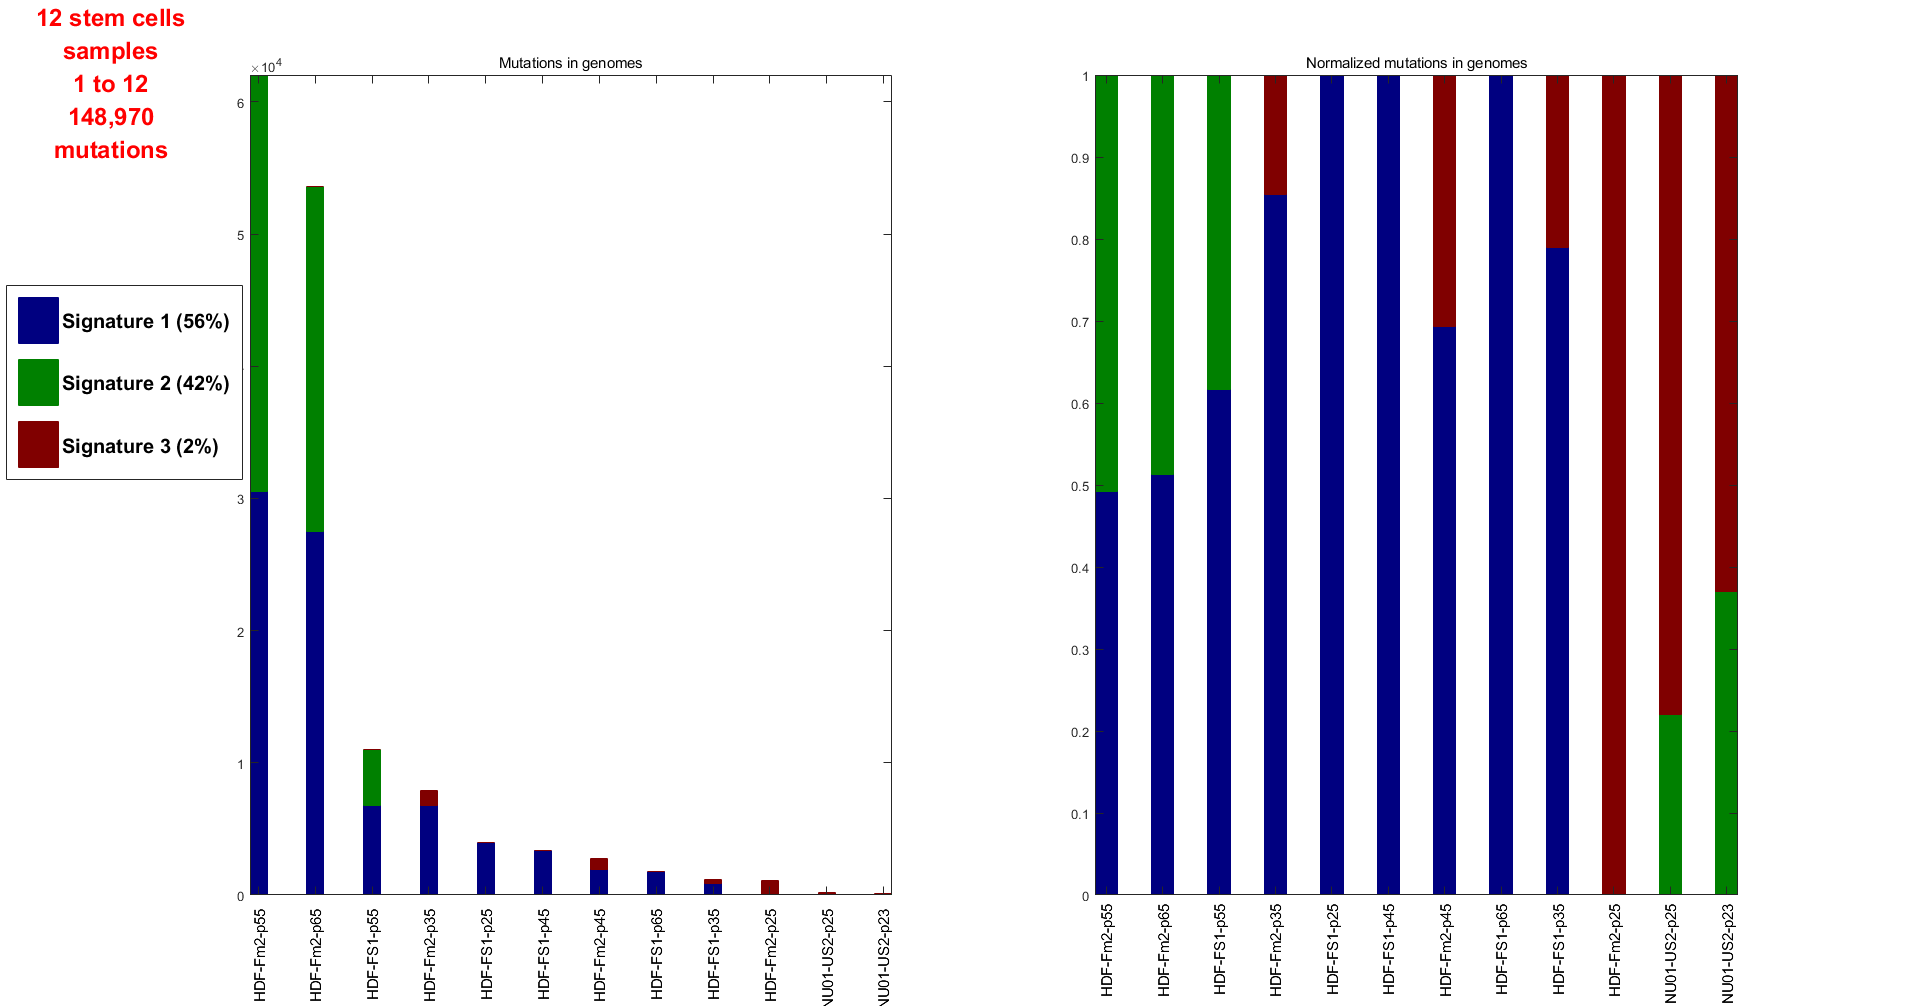 12 stem cells
samples
1 to 12
148,970
mutations
Signature 1 (56%)
Signature 2 (42%)
Signature 3 (2%)
Mutations in genomes
×10⁴
6
5
3
2
1
0
HDF-Fm2-p55
HDF-Fm2-p65
HDF-FS1-p55
HDF-Fm2-p35
HDF-FS1-p25
HDF-FS1-p45
HDF-Fm2-p45
HDF-FS1-p65
HDF-FS1-p35
HDF-Fm2-p25
NU01-US2-p25
NU01-US2-p23
Normalized mutations in genomes
1
0.9
0.8
0.7
0.6
0.5
0.4
0.3
0.2
0.1
0
HDF-Fm2-p55
HDF-Fm2-p65
HDF-FS1-p55
HDF-Fm2-p35
HDF-FS1-p25
HDF-FS1-p45
HDF-Fm2-p45
HDF-FS1-p65
HDF-FS1-p35
HDF-Fm2-p25
NU01-US2-p25
NU01-US2-p23